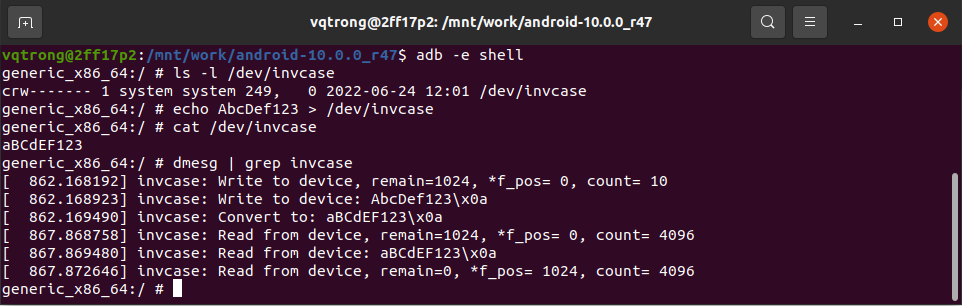 vqtrong@2ff17p2: /mnt/work/android-10.0.0_r47
vqtrong@2ff17p2:/mnt/work/android-10.0.0_r47$ adb -e shell
generic_x86_64:/ # ls -l /dev/invcase
crw------- 1 system system 249,   0 2022-06-24 12:01 /dev/invcase
generic_x86_64:/ # echo AbcDef123 > /dev/invcase
generic_x86_64:/ # cat /dev/invcase
aBCdEF123
generic_x86_64:/ # dmesg | grep invcase
[  862.168192] invcase: Write to device, remain=1024, *f_pos= 0, count= 10
[  862.168923] invcase: Write to device: AbcDef123\x0a
[  862.169490] invcase: Convert to: aBCdEF123\x0a
[  867.868758] invcase: Read from device, remain=1024, *f_pos= 0, count= 4096
[  867.869480] invcase: Read from device: aBCdEF123\x0a
[  867.872646] invcase: Read from device, remain=0, *f_pos= 1024, count= 4096
generic_x86_64:/ #